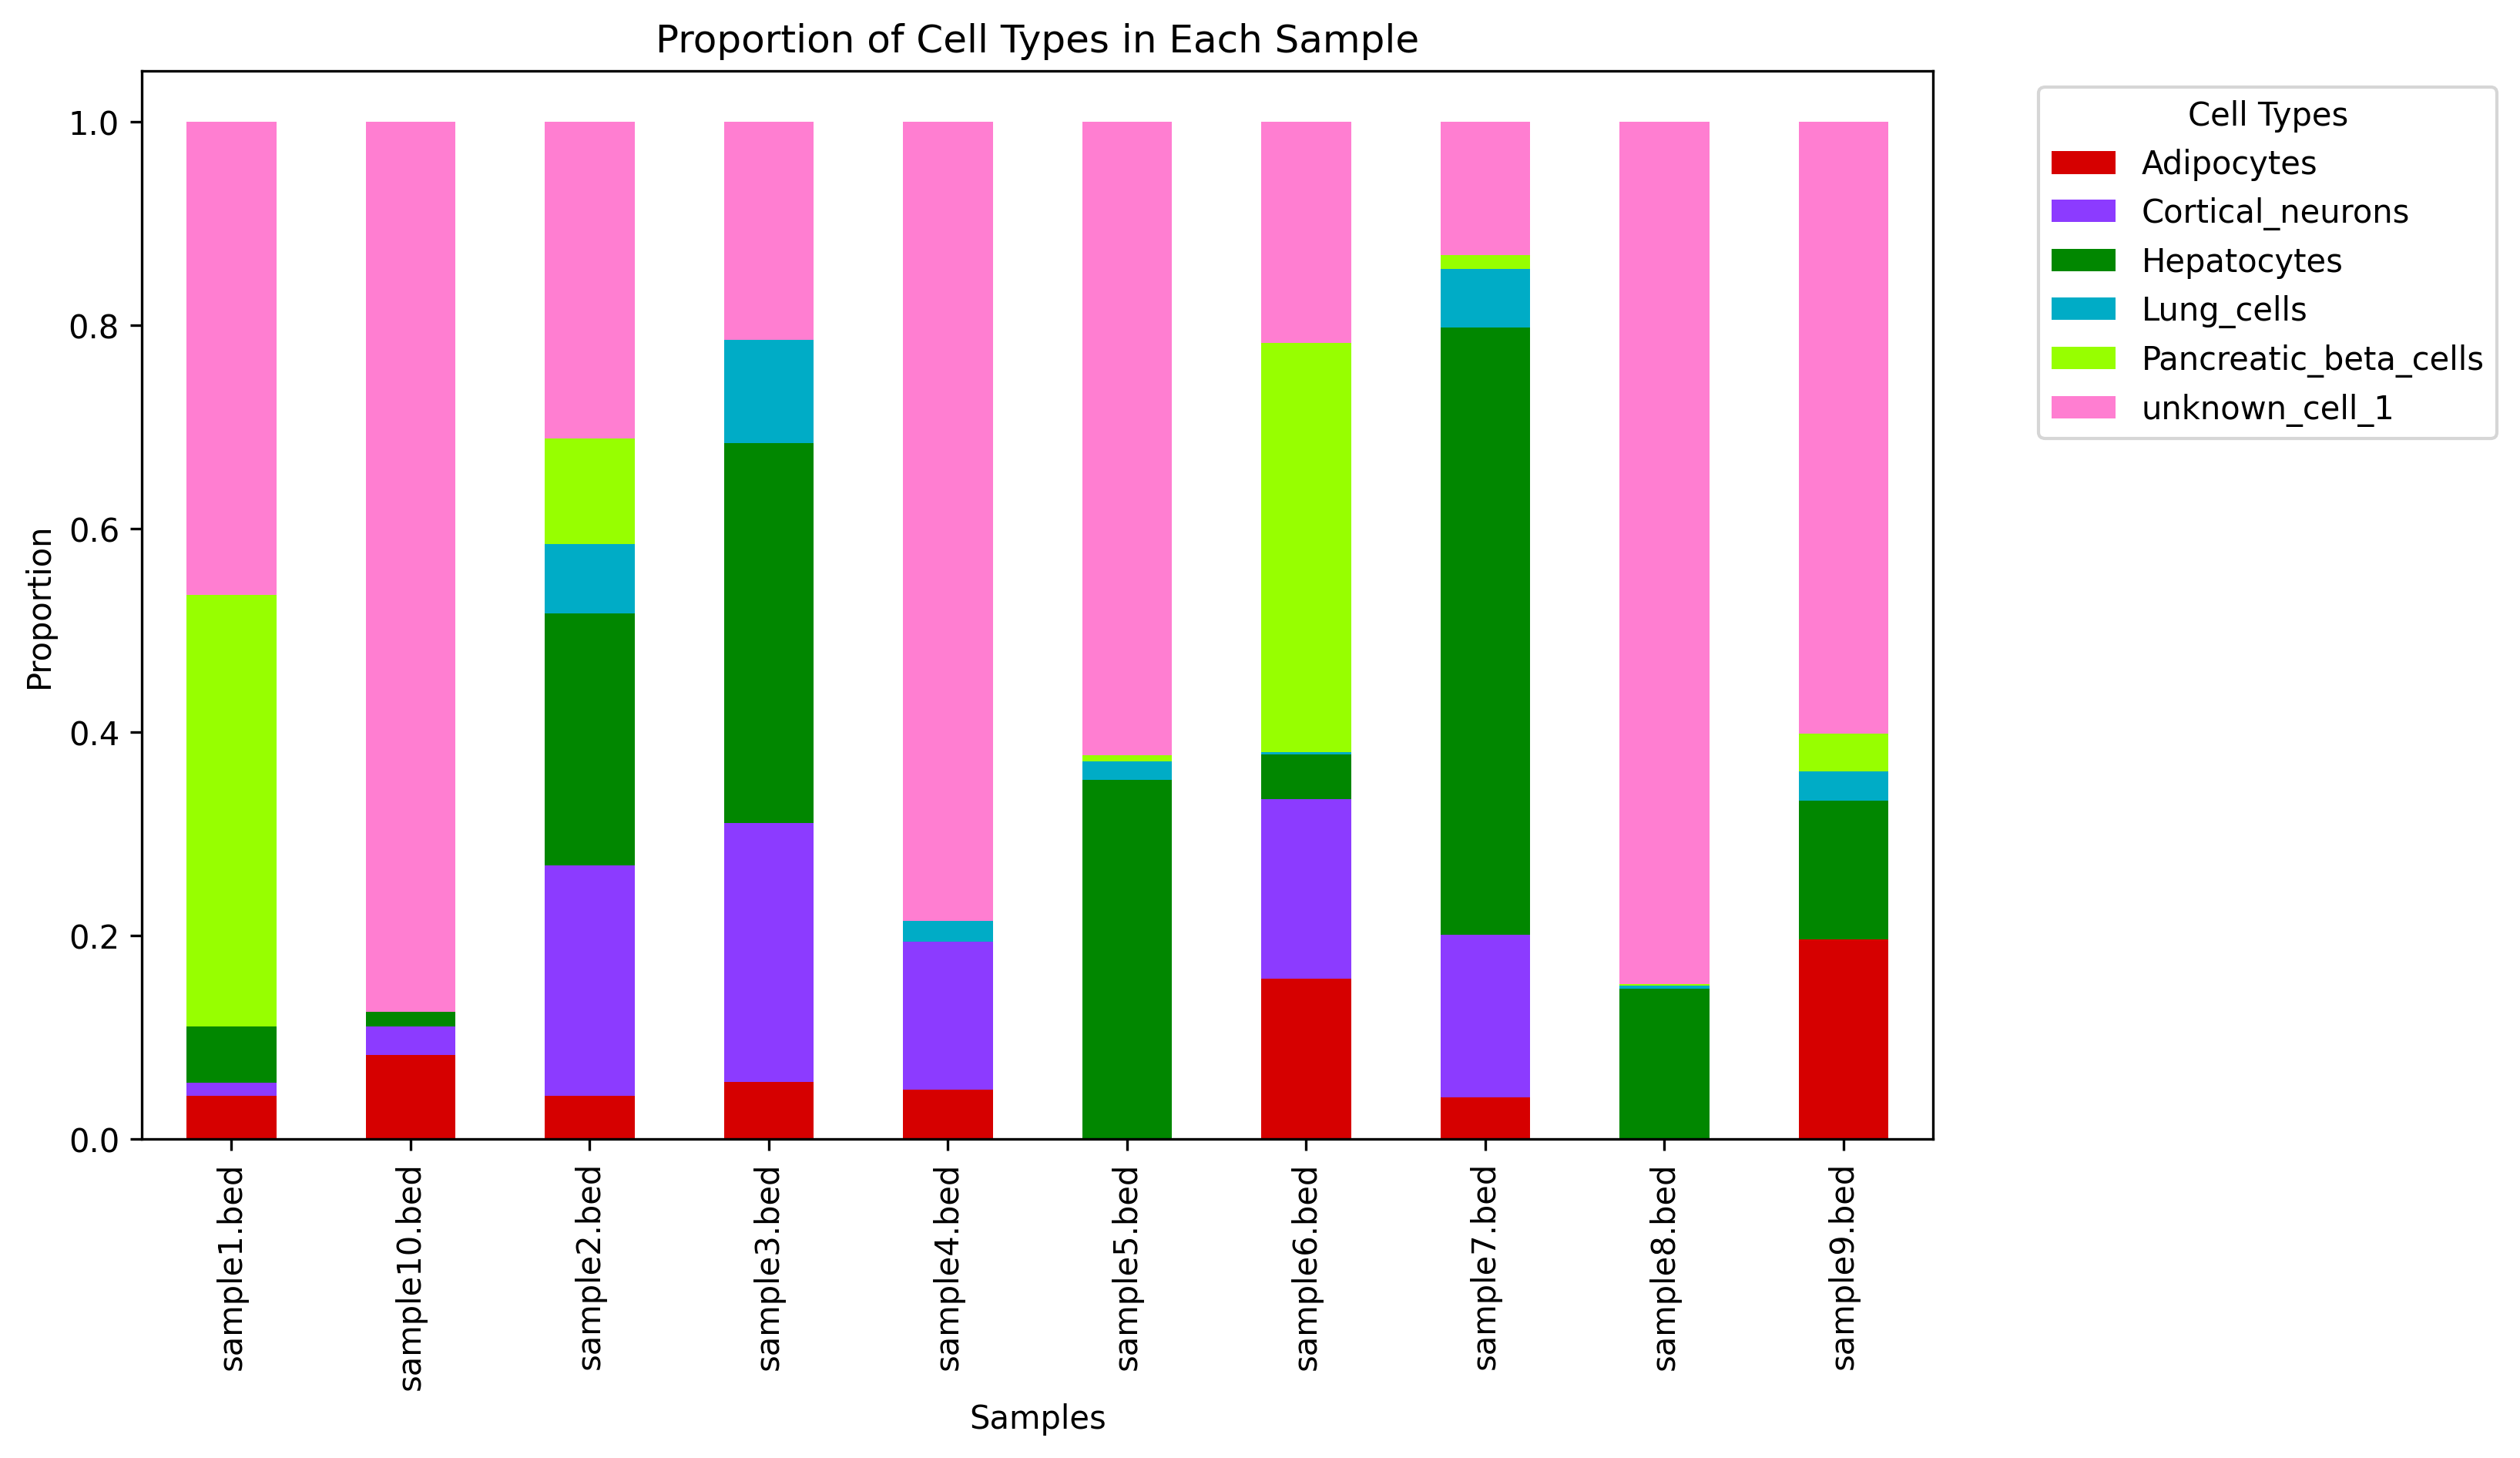 Proportion of Cell Types in Each Sample
Proportion
1.0
0.8
0.6
0.4
0.2
0.0
sample1.bed
sample10.bed
sample2.bed
sample3.bed
sample4.bed
sample5.bed
sample6.bed
sample7.bed
sample8.bed
sample9.bed
Samples
Cell Types
Adipocytes
Cortical_neurons
Hepatocytes
Lung_cells
Pancreatic_beta_cells
unknown_cell_1